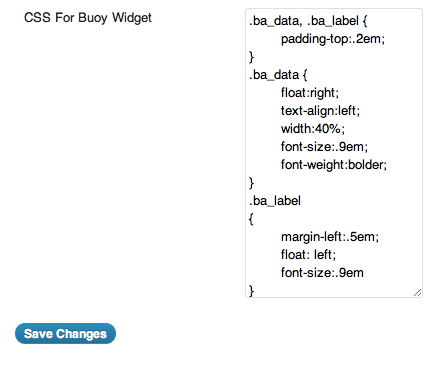 CSS For Buoy Widget
.ba_data, .ba_label {
padding-top:.2em;
}
.ba_data {
float:right;
text-align:left;
width:40%;
font-size:.9em;
font-weight:bolder;
}
.ba_label
{
margin-left:.5em;
float: left;
font-size:.9em
}
Save Changes